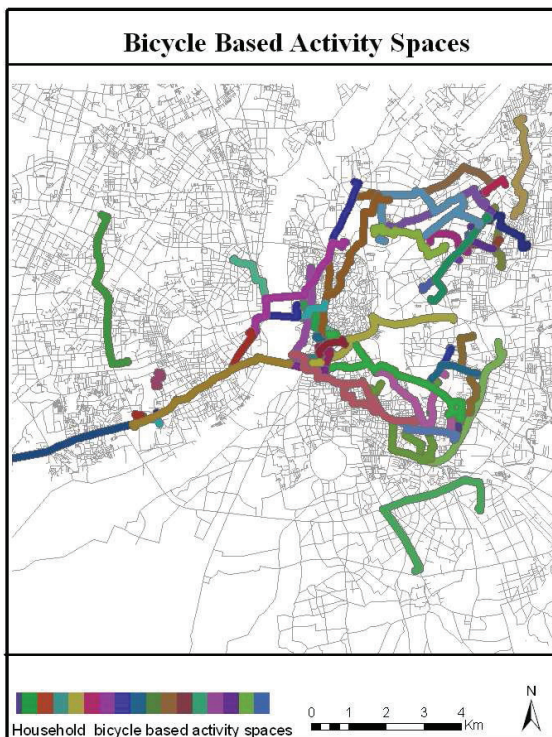 Bicycle Based Activity Spaces
N
0 1 2 3 4
Km
Household bicycle based activity spaces